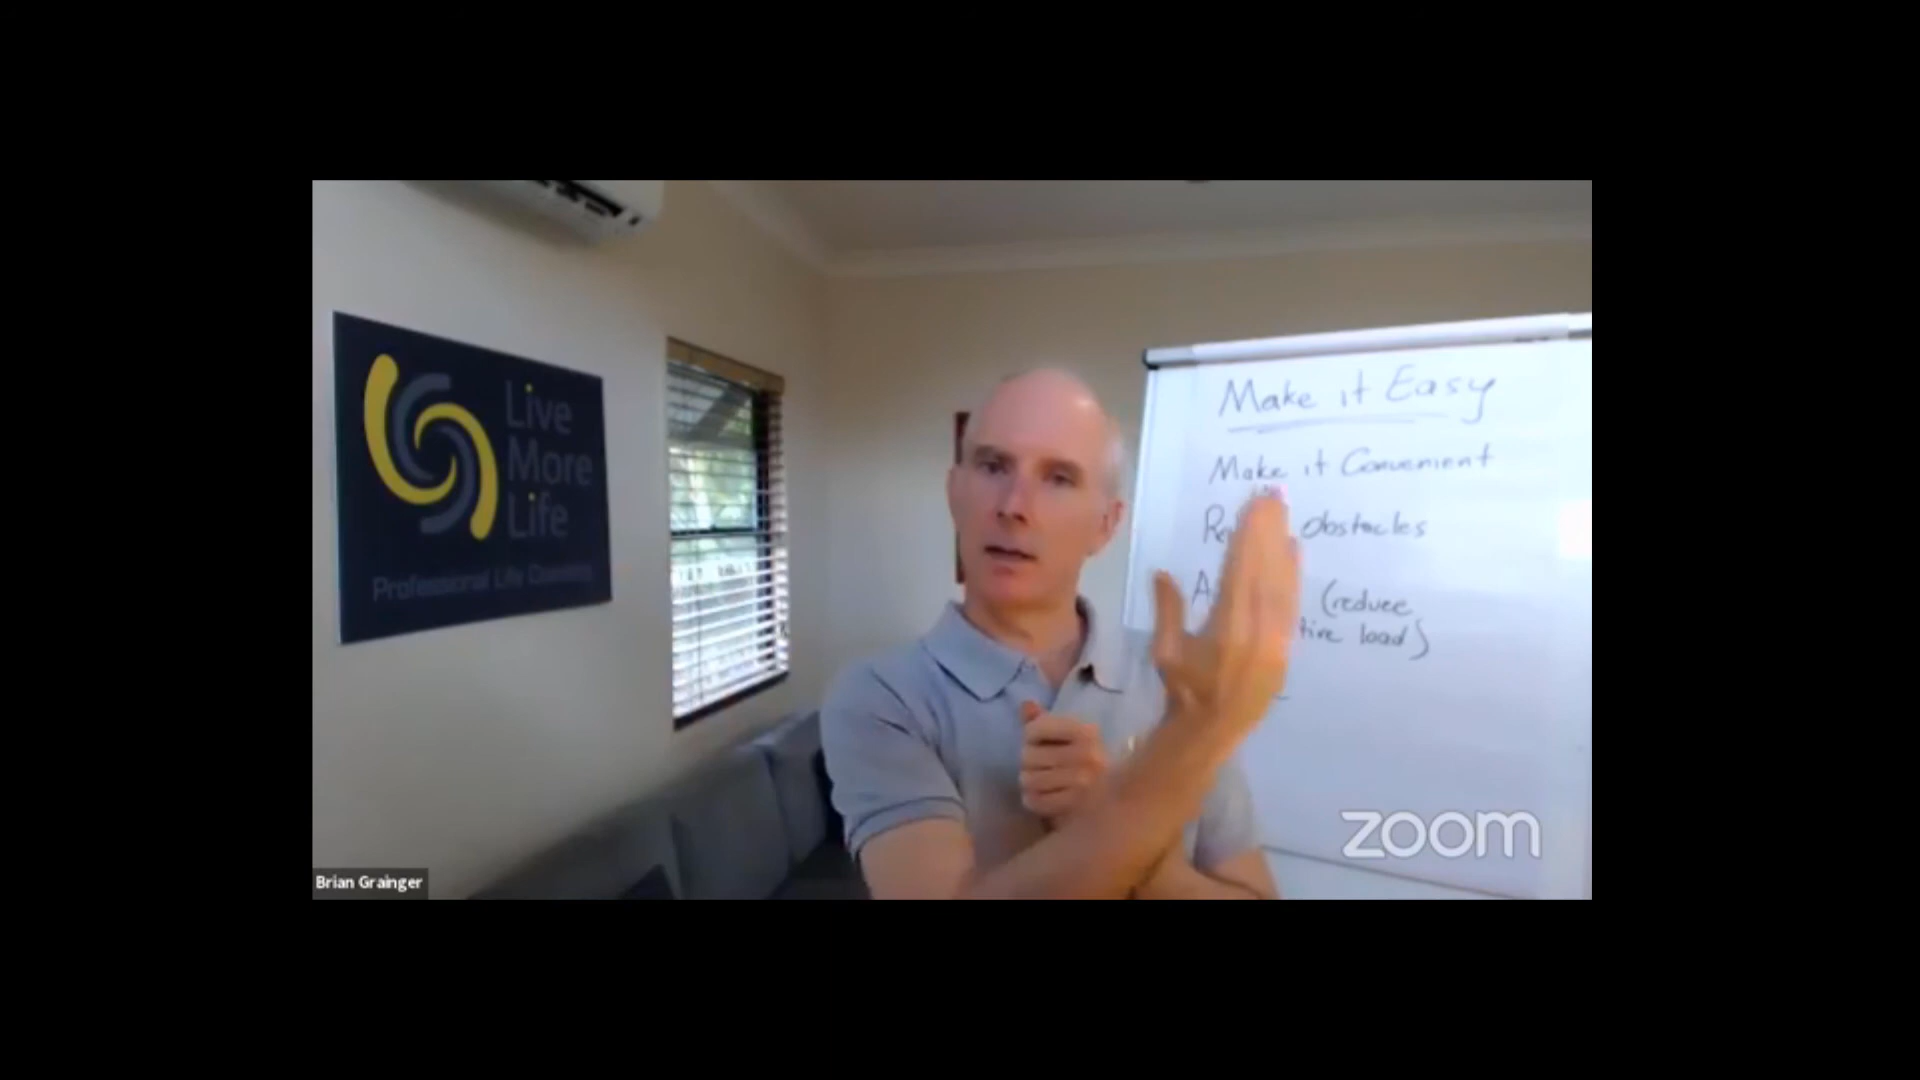 Live
More
Life
Professional Life Coaching
Make it Easy
Make it Convenient
obstacles
(reduce
load)
zoom
Brian Grainger